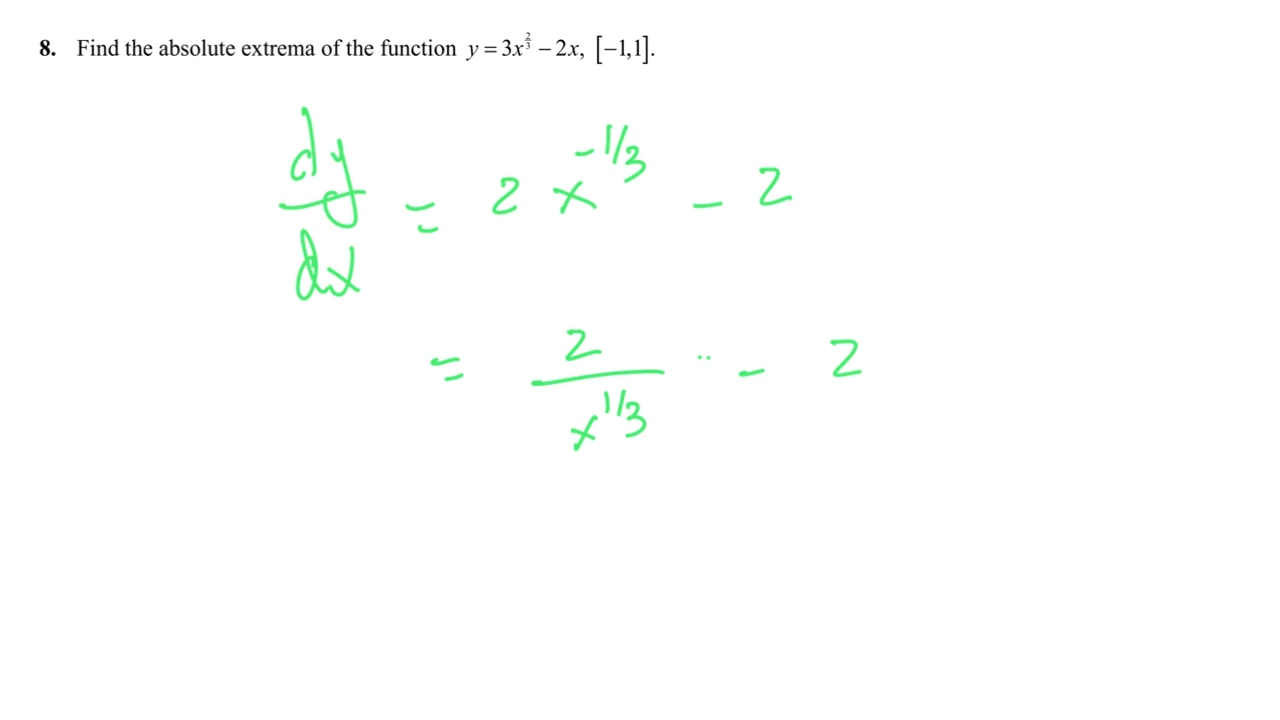 8. Find the absolute extrema of the function y = 3x^{2/3} − 2x, [−1,1].
dy/dx = 2x^{-1/3} − 2
= 2/x^{1/3} − 2